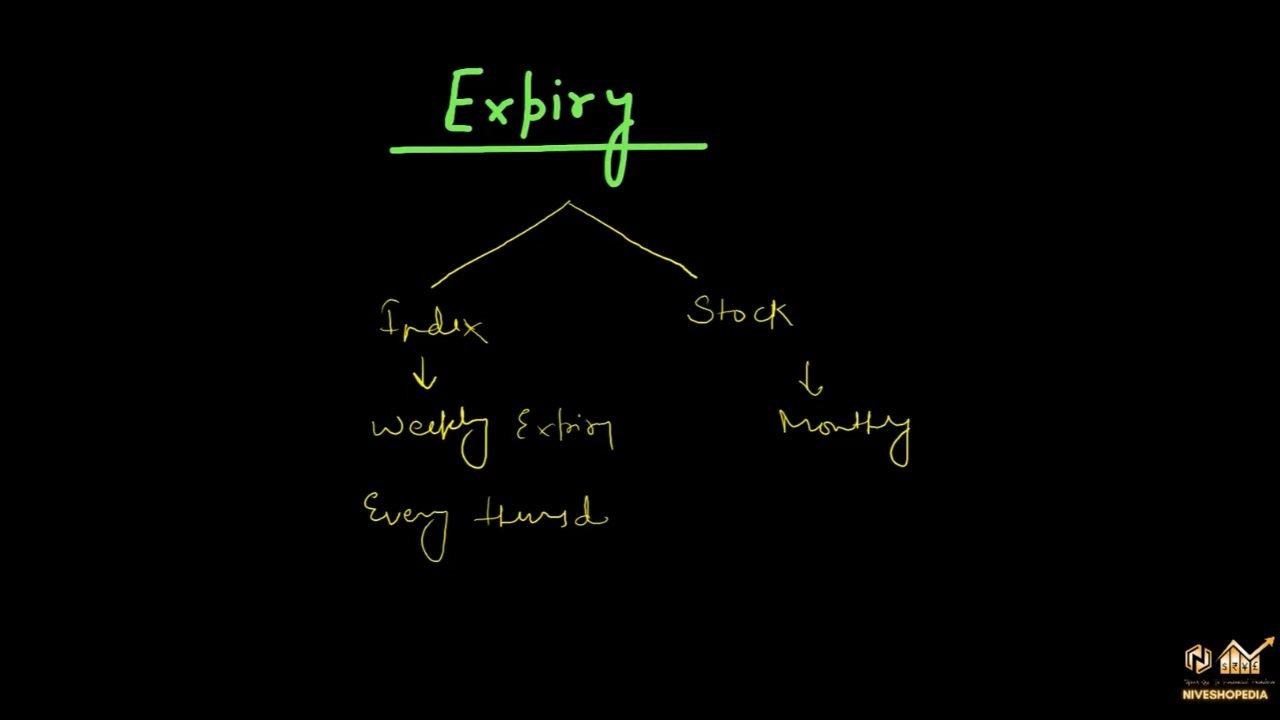 Expiry
Index
Stock
Weekly Expiry
Monthly
Every thursd
NIVESHOPEDIA